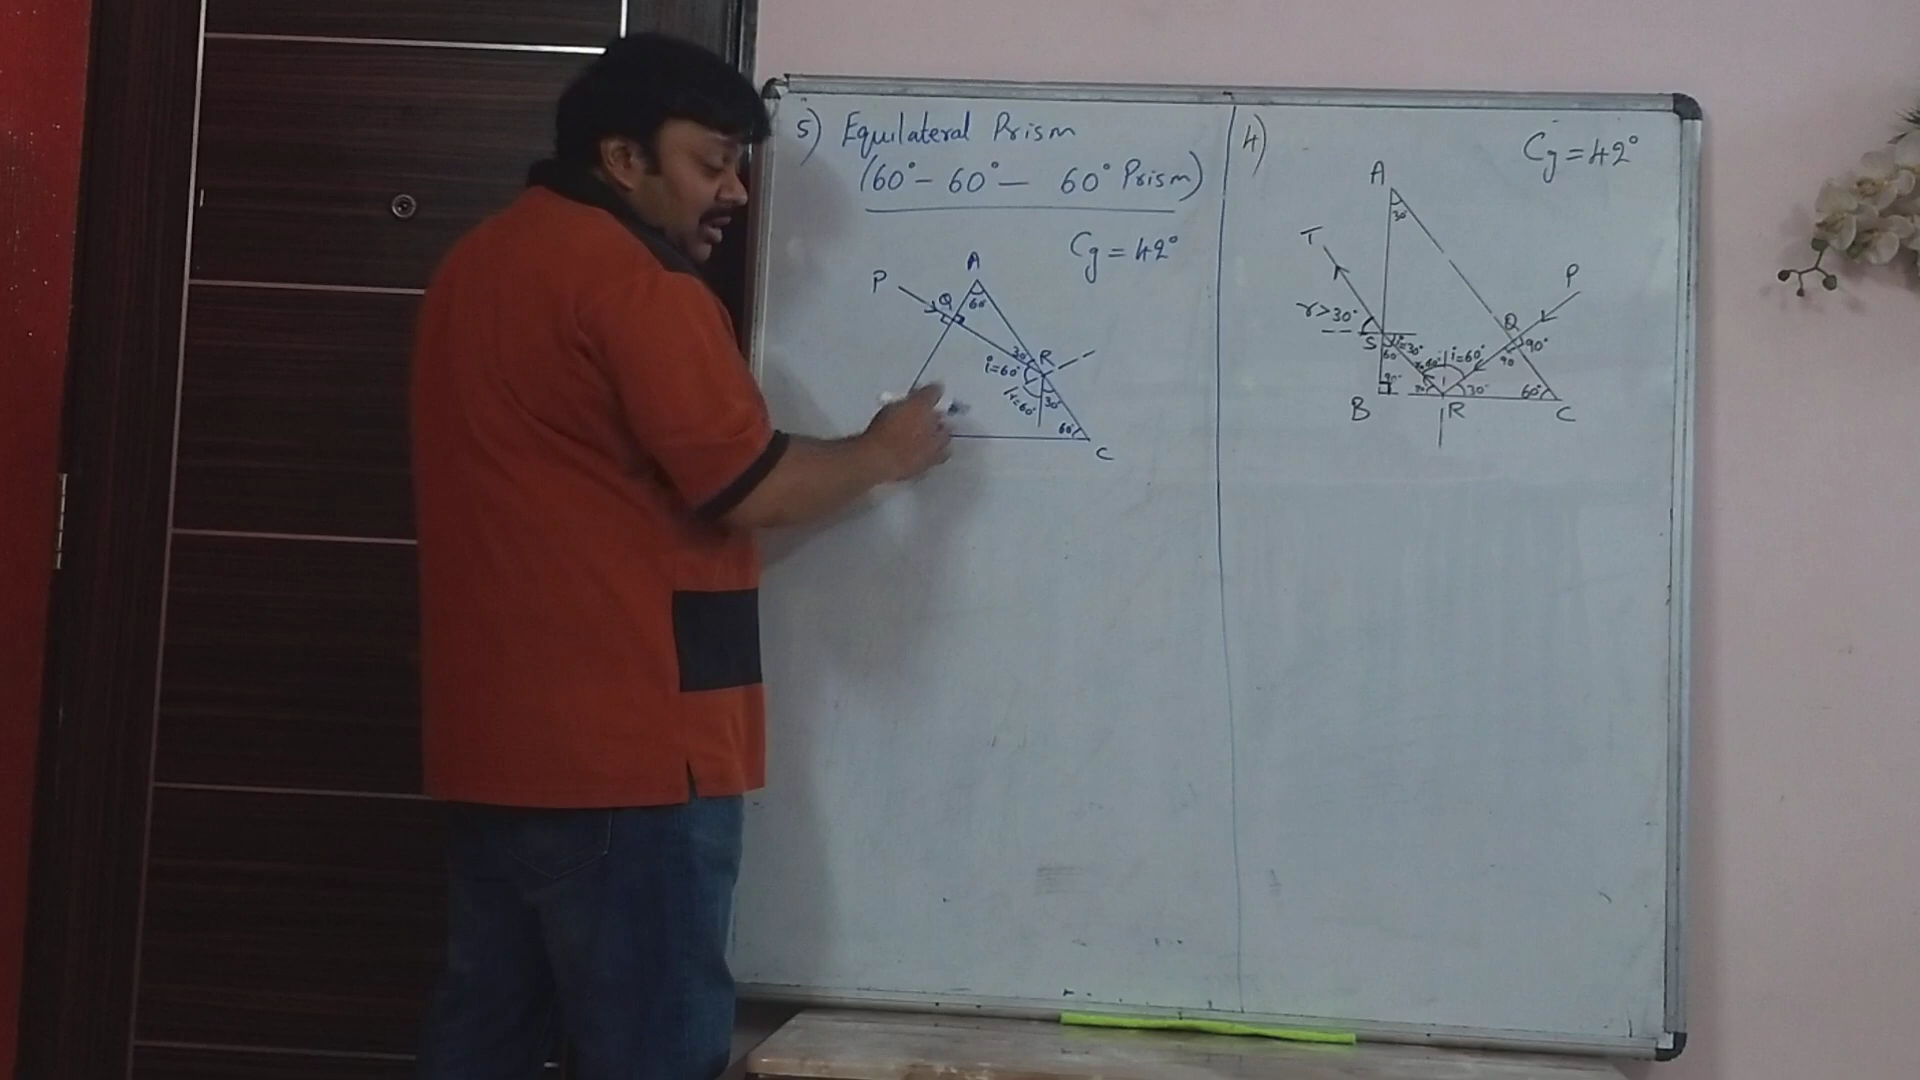 5) Equilateral Prism
(60° - 60° - 60° Prism)
Cg = 42°
A
P
Q
60°
30°
R
i=60°
r=60°
30°
60°
C
4)
Cg = 42°
A
30°
T
P
r>30°
Q
90°
S
i=30°
60°
60°
i=60°
90
90°
30°
60°
B
R
C